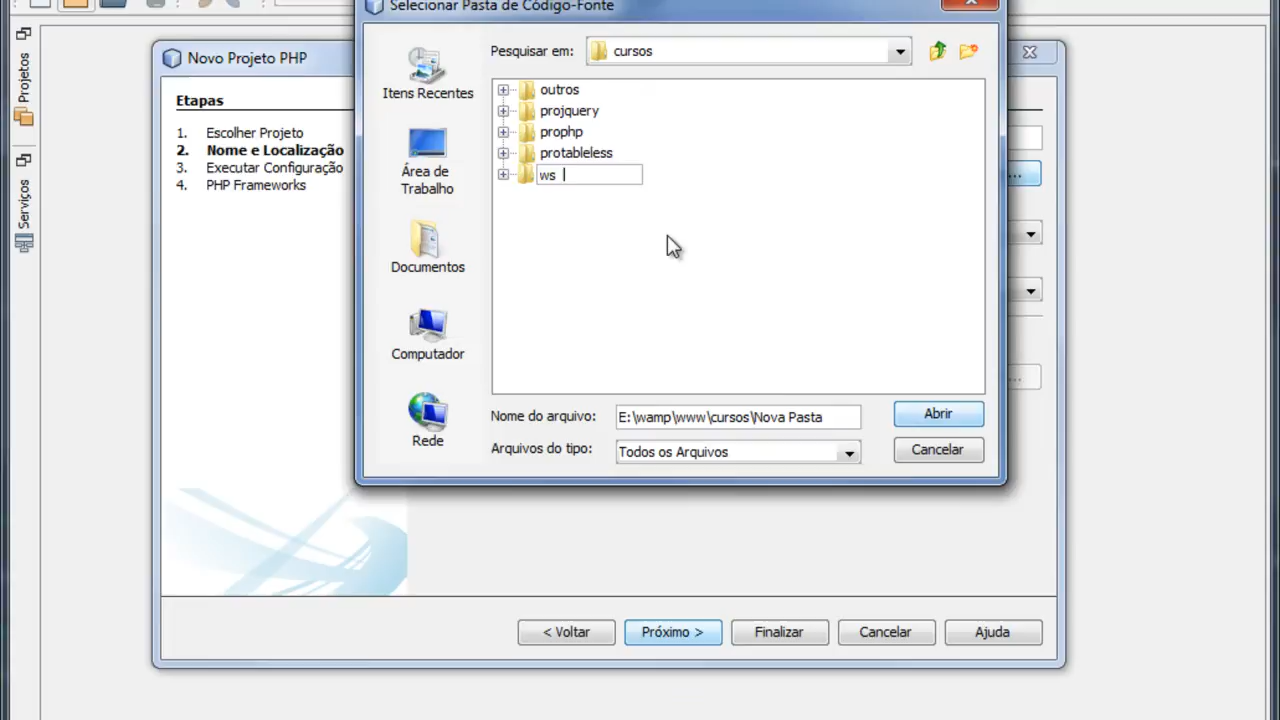 Selecionar Pasta de Código-Fonte
Projetos
Serviços
Novo Projeto PHP
Etapas
1. Escolher Projeto
2. Nome e Localização
3. Executar Configuração
4. PHP Frameworks
Pesquisar em: cursos
Itens Recentes
Área de
Trabalho
Documentos
Computador
Rede
outros
projquery
prophp
protableless
ws
Nome do arquivo: E:\wamp\www\cursos\Nova Pasta
Abrir
Arquivos do tipo: Todos os Arquivos
Cancelar
...
...
< Voltar
Próximo >
Finalizar
Cancelar
Ajuda